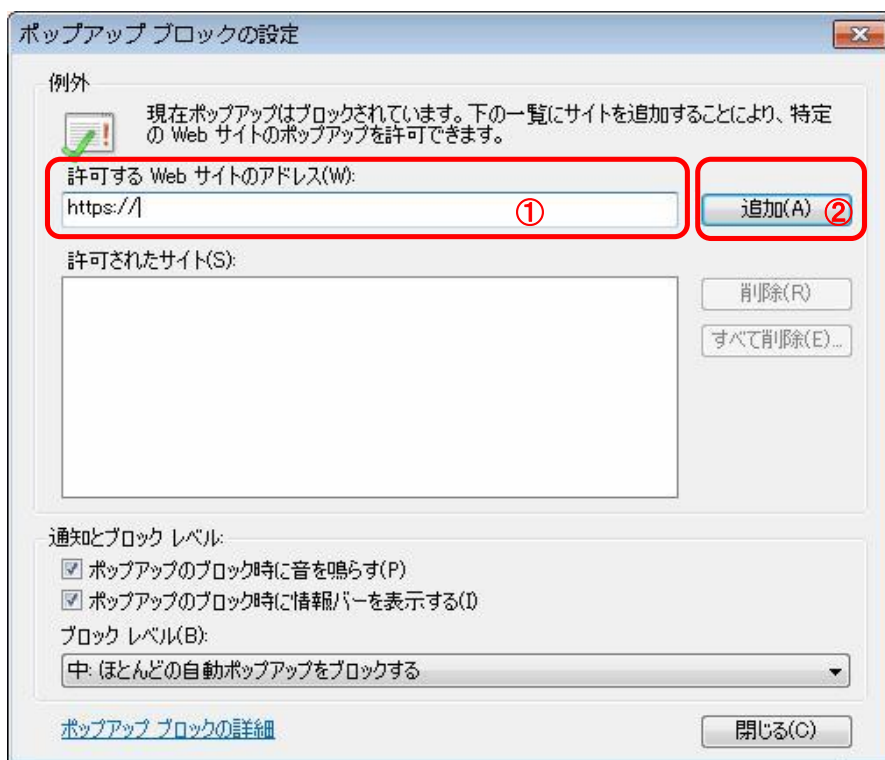 ポップアップ ブロックの設定
例外
現在ポップアップはブロックされています。下の一覧にサイトを追加することにより、特定
の Web サイトのポップアップを許可できます。
許可する Web サイトのアドレス(W):
https://
①
追加(A)
②
許可されたサイト(S):
削除(R)
すべて削除(E)...
通知とブロック レベル:
ポップアップのブロック時に音を鳴らす(P)
ポップアップのブロック時に情報バーを表示する(I)
ブロック レベル(B):
中: ほとんどの自動ポップアップをブロックする
ポップアップ ブロックの詳細
閉じる(C)